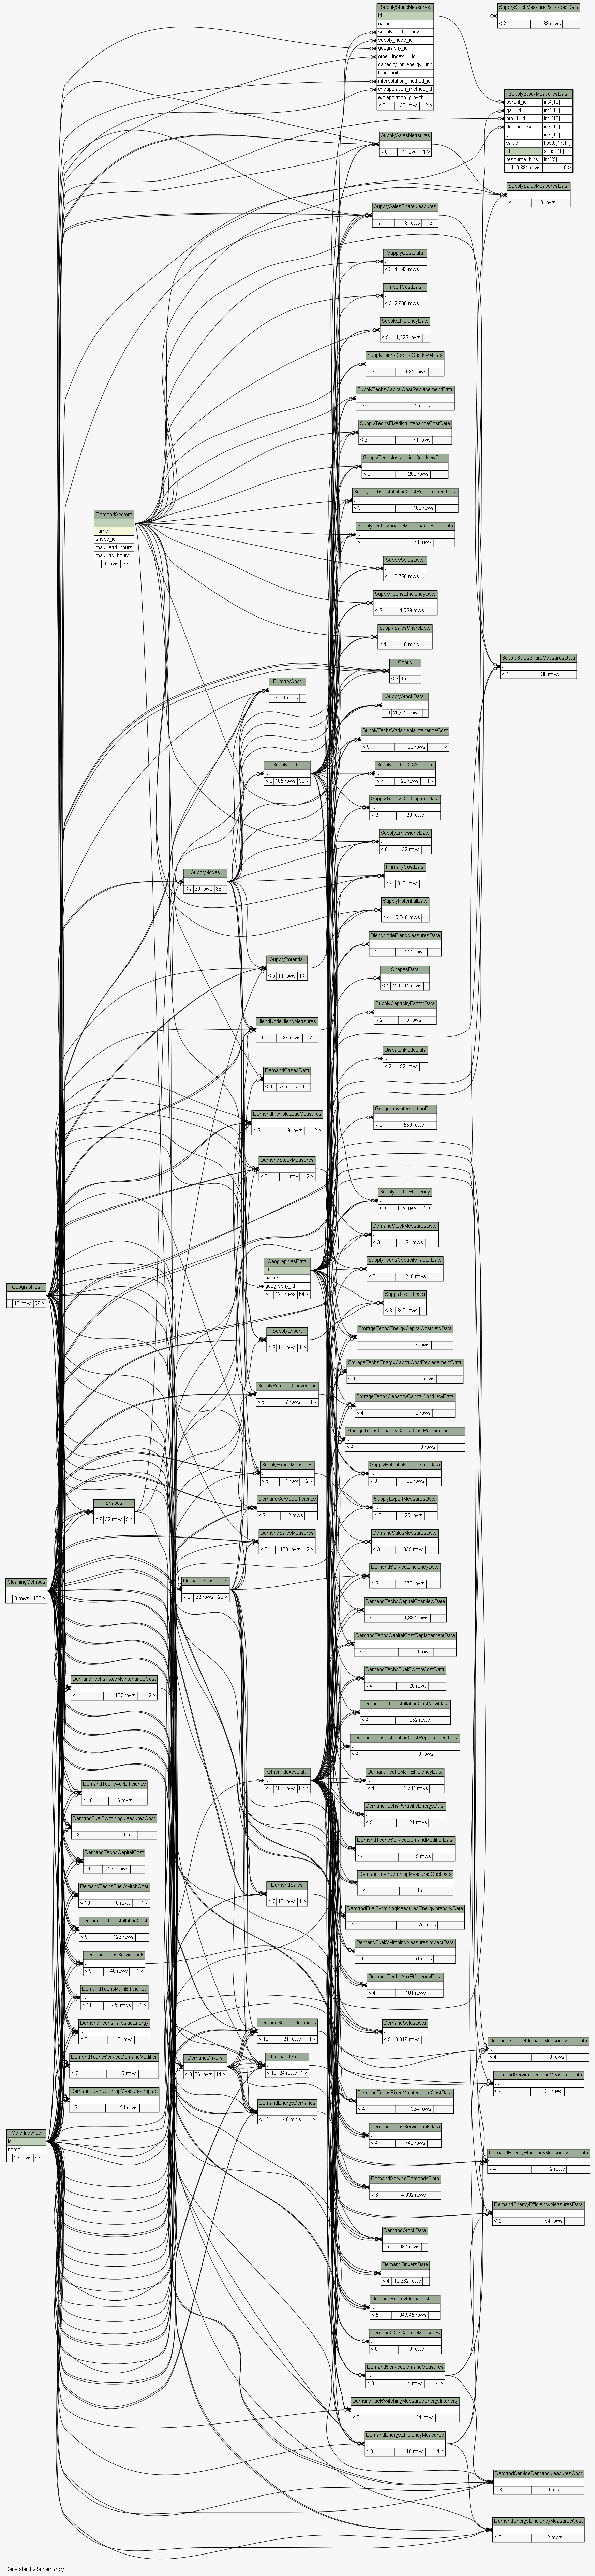 SupplyStockMeasures
id
name
supply_technology_id
supply_node_id
geography_id
other_index_1_id
capacity_or_energy_unit
time_unit
interpolation_method_id
extrapolation_method_id
extrapolation_growth
< 6 33 rows 2 >
SupplyStockMeasurePackagesData
< 2 33 rows
SupplyStockMeasuresData
parent_id int4[10]
gau_id int4[10]
oth_1_id int4[10]
demand_sector int4[10]
year int4[10]
value float8[17,17]
id serial[10]
resource_bins int2[5]
< 4 9,331 rows 0 >
SupplySalesMeasures
< 6 1 row 1 >
SupplySalesMeasuresData
< 4 0 rows
SupplySalesShareMeasures
< 7 18 rows 2 >
SupplyCostData
< 3 4,093 rows
ImportCostData
< 3 2,900 rows
SupplyEfficiencyData
< 5 1,225 rows
SupplyTechsCapitalCostNewData
< 3 931 rows
SupplyTechsCapitalCostReplacementData
< 3 2 rows
SupplyTechsFixedMaintenanceCostData
< 3 174 rows
SupplyTechsInstallationCostNewData
< 3 209 rows
SupplyTechsInstallationCostReplacementData
< 3 180 rows
DemandSectors
id
name
shape_id
max_lead_hours
max_lag_hours
4 rows 22 >
SupplyTechsVariableMaintenanceCostData
< 3 68 rows
SupplySalesData
< 4 6,750 rows
SupplyTechsEfficiencyData
< 5 4,559 rows
SupplySalesShareData
< 4 6 rows
Config
< 9 1 row
SupplySalesShareMeasuresData
< 4 36 rows
PrimaryCost
< 7 11 rows
SupplyStockData
< 4 26,471 rows
SupplyTechsVariableMaintenanceCost
< 8 60 rows 1 >
SupplyTechs
< 3 105 rows 30 >
SupplyTechsCO2Capture
< 7 28 rows 1 >
SupplyTechsCO2CaptureData
< 2 28 rows
SupplyEmissionsData
< 6 32 rows
SupplyNodes
< 7 86 rows 38 >
PrimaryCostData
< 4 948 rows
SupplyPotentialData
< 4 5,846 rows
BlendNodeBlendMeasuresData
< 2 251 rows
SupplyPotential
< 5 14 rows 1 >
ShapesData
< 4 756,111 rows
SupplyCapacityFactorData
< 2 5 rows
BlendNodeBlendMeasures
< 6 36 rows 2 >
DispatchNodeData
< 2 52 rows
DemandCasesData
< 6 74 rows 1 >
DemandFlexibleLoadMeasures
< 5 9 rows 2 >
GeographyIntersectionData
< 2 1,550 rows
DemandStockMeasures
< 6 1 row 2 >
SupplyTechsEfficiency
< 7 105 rows 1 >
DemandStockMeasuresData
< 3 54 rows
GeographiesData
id
name
geography_id
< 1 128 rows 64 >
SupplyTechsCapacityFactorData
< 3 240 rows
Geographies
10 rows 59 >
SupplyExportData
< 3 340 rows
SupplyExport
< 5 11 rows 1 >
StorageTechsEnergyCapitalCostNewData
< 4 9 rows
StorageTechsEnergyCapitalCostReplacementData
< 4 0 rows
SupplyPotentialConversion
< 5 7 rows 1 >
StorageTechsCapacityCapitalCostNewData
< 4 2 rows
StorageTechsCapacityCapitalCostReplacementData
< 4 0 rows
SupplyExportMeasures
< 5 1 row 2 >
SupplyPotentialConversionData
< 3 33 rows
Shapes
< 9 32 rows 5 >
DemandServiceEfficiency
< 7 2 rows
SupplyExportMeasuresData
< 3 25 rows
DemandSalesMeasures
< 8 168 rows 2 >
DemandSalesMeasuresData
< 3 335 rows
CleaningMethods
8 rows 108 >
DemandSubsectors
< 2 82 rows 23 >
DemandServiceEfficiencyData
< 5 278 rows
DemandTechsCapitalCostNewData
< 4 1,337 rows
DemandTechsCapitalCostReplacementData
< 4 0 rows
DemandTechsFixedMaintenanceCost
< 11 197 rows 2 >
DemandTechsFuelSwitchCostData
< 4 20 rows
DemandTechsInstallationCostNewData
< 4 252 rows
DemandTechsInstallationCostReplacementData
< 4 0 rows
OtherIndexesData
< 1 163 rows 67 >
DemandTechsMainEfficiencyData
< 4 1,794 rows
DemandTechsAuxEfficiency
< 10 8 rows
DemandTechsParasiticEnergyData
< 5 21 rows
DemandFuelSwitchingMeasuresCost
< 8 1 row
DemandTechsServiceDemandModifierData
< 4 5 rows
DemandTechsCapitalCost
< 8 230 rows 1 >
DemandFuelSwitchingMeasuresCostData
< 4 1 row
DemandTechsFuelSwitchCost
< 10 10 rows 1 >
DemandSales
< 7 10 rows 1 >
DemandFuelSwitchingMeasuresEnergyIntensityData
< 4 25 rows
DemandTechsInstallationCost
< 9 126 rows
DemandFuelSwitchingMeasuresImpactData
< 4 51 rows
DemandTechsServiceLink
< 9 40 rows 1 >
DemandTechsAuxEfficiencyData
< 4 101 rows
DemandTechsMainEfficiency
< 11 225 rows 1 >
DemandTechsParasiticEnergy
< 8 6 rows
DemandServiceDemands
< 12 21 rows 1 >
DemandSalesData
< 5 3,319 rows
DemandServiceDemandMeasuresCostData
< 4 0 rows
DemandTechsServiceDemandModifier
< 7 5 rows
DemandDrivers
< 8 36 rows 14 >
DemandStock
< 13 24 rows 1 >
DemandServiceDemandMeasuresData
< 4 30 rows
DemandFuelSwitchingMeasuresImpact
< 7 24 rows
DemandEnergyDemands
< 12 46 rows 1 >
DemandTechsFixedMaintenanceCostData
< 4 364 rows
OtherIndexes
id
name
28 rows 62 >
DemandTechsServiceLinkData
< 4 740 rows
DemandEnergyEfficiencyMeasuresCostData
< 4 2 rows
DemandServiceDemandsData
< 6 4,932 rows
DemandEnergyEfficiencyMeasuresData
< 5 54 rows
DemandStockData
< 5 1,697 rows
DemandDriversData
< 4 19,662 rows
DemandEnergyDemandsData
< 5 94,945 rows
DemandCO2CaptureMeasures
< 8 0 rows
DemandServiceDemandMeasures
< 8 4 rows 4 >
DemandFuelSwitchingMeasuresEnergyIntensity
< 8 24 rows
DemandEnergyEfficiencyMeasures
< 8 18 rows 4 >
DemandServiceDemandMeasuresCost
< 8 0 rows
DemandEnergyEfficiencyMeasuresCost
< 8 2 rows
Generated by SchemaSpy